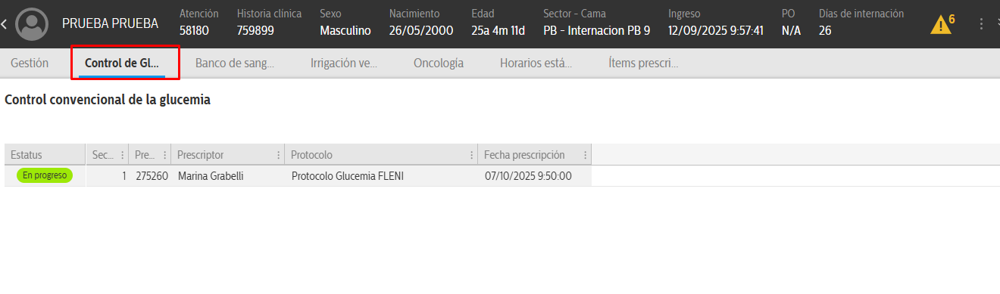 PRUEBA PRUEBA
Atención Historia clínica Sexo Nacimiento Edad Sector - Cama Ingreso PO Días de internación
58180 759899 Masculino 26/05/2000 25a 4m 11d PB - Internacion PB 9 12/09/2025 9:57:41 N/A 26
6
Gestión Control de Gl... Banco de sang... Irrigación ve... Oncología Horarios está... Ítems prescri...
Control convencional de la glucemia
Estatus Sec... Pre... Prescriptor Protocolo Fecha prescripción
En progreso 1 275260 Marina Grabelli Protocolo Glucemia FLENI 07/10/2025 9:50:00